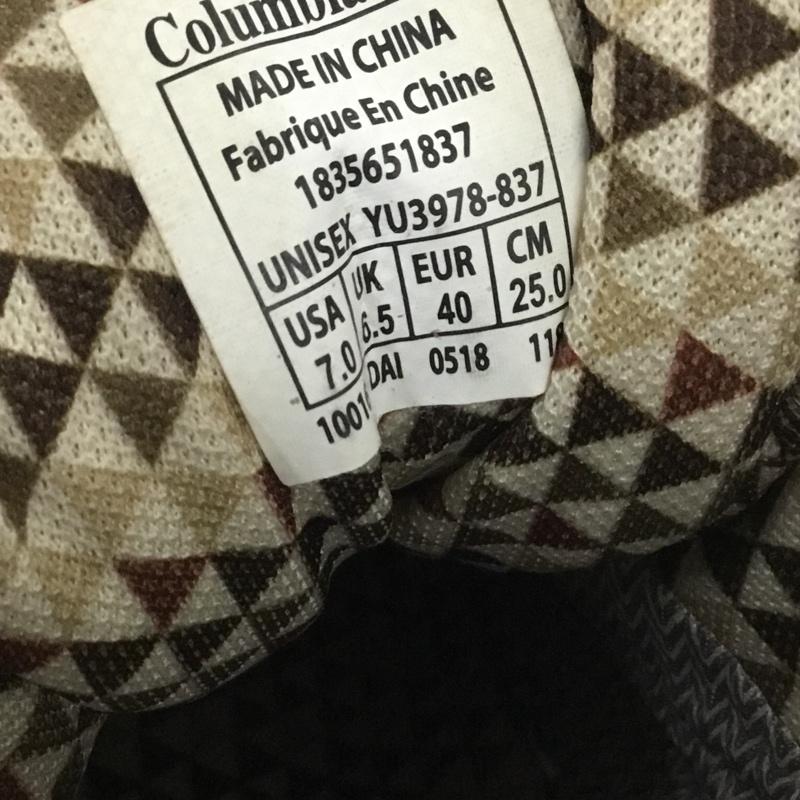 Columbia
MADE IN CHINA
Fabrique En Chine
1835651837
UNISEX YU3978-837
USA UK EUR CM
7.0 6.5 40 25.0
DAI 0518